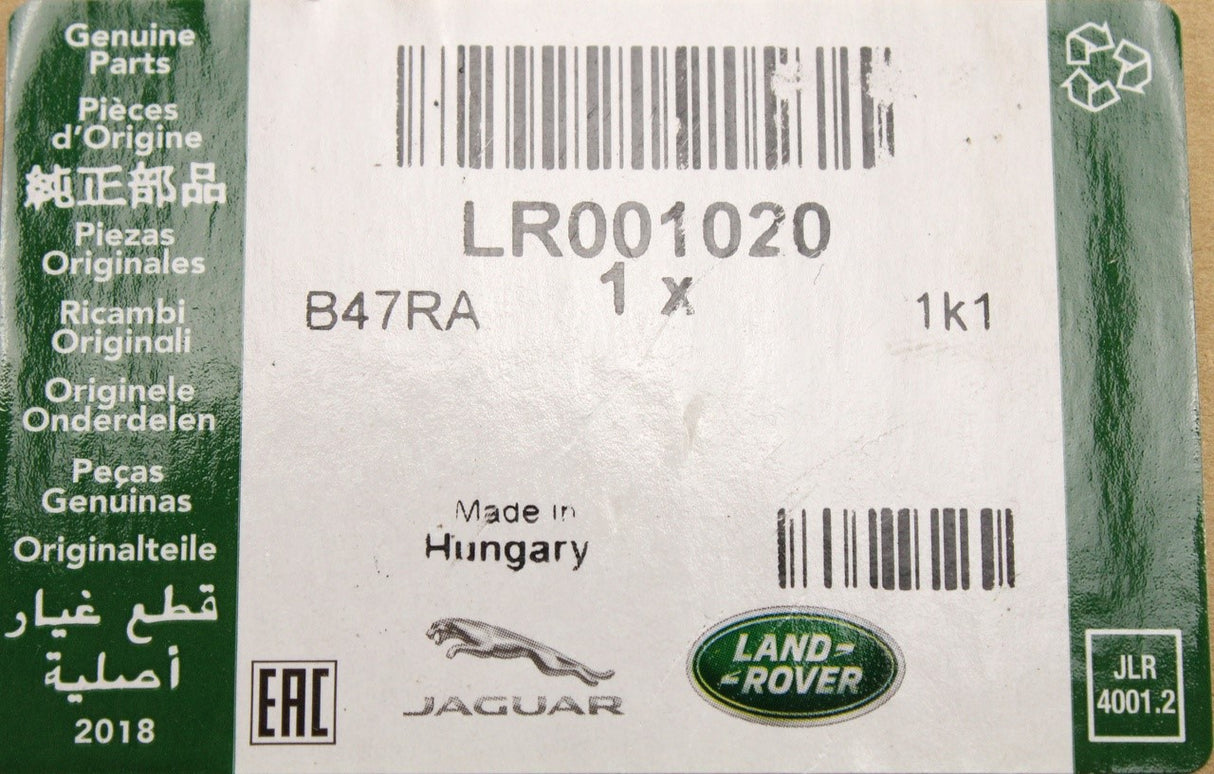 Genuine
Parts
Pièces
d'Origine
純正部品
Piezas
Originales
Ricambi
Originali
Originele
Onderdelen
Peças
Genuinas
Originalteile
قطع غيار
أصلية
2018
LR001020
1 x
B47RA
1k1
Made in
Hungary
EAC
JAGUAR
LAND-
-ROVER
JLR
4001.2